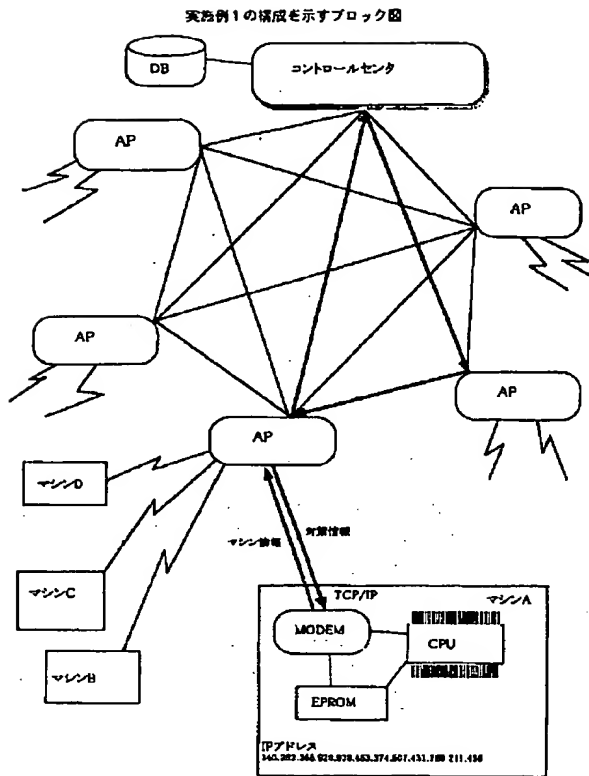 実施例1の構成を示すブロック図
DB
コントロールセンタ
AP
AP
AP
AP
AP
マシンD
マシンC
マシンB
マシン情報
対策情報
TCP/IP
マシンA
MODEM
CPU
EPROM
IPアドレス